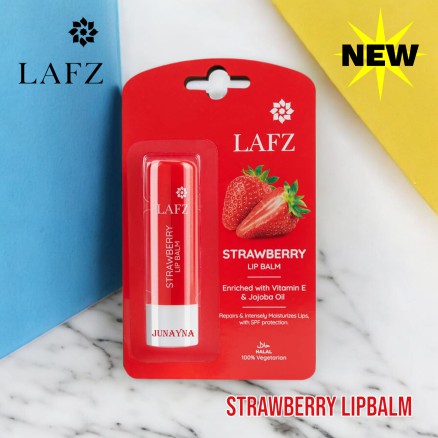 LAFZ
NEW
LAFZ
STRAWBERRY
LIP BALM
Enriched with Vitamin E
& Jojoba Oil
Repairs & Intensely Moisturizes Lips,
with SPF protection.
حلال
HALAL
100% Vegetarian
LAFZ
STRAWBERRY
LIP BALM
JUNAYNA
STRAWBERRY LIPBALM